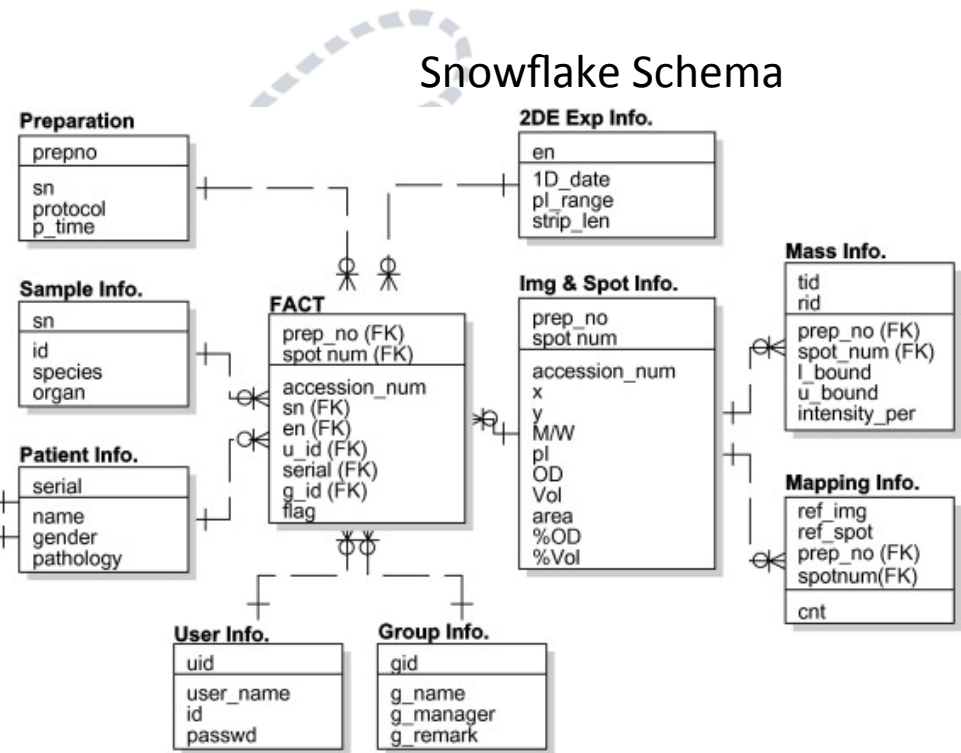 Snowflake Schema
Preparation
prepno
sn
protocol
p_time
2DE Exp Info.
en
1D_date
pl_range
strip_len
Sample Info.
sn
id
species
organ
FACT
prep_no (FK)
spot num (FK)
accession_num
sn (FK)
en (FK)
u_id (FK)
serial (FK)
g_id (FK)
flag
Img & Spot Info.
prep_no
spot num
accession_num
x
y
M/W
pl
OD
Vol
area
%OD
%Vol
Mass Info.
tid
rid
prep_no (FK)
spot_num (FK)
l_bound
u_bound
intensity_per
Patient Info.
serial
name
gender
pathology
Mapping Info.
ref_img
ref_spot
prep_no (FK)
spotnum(FK)
cnt
User Info.
uid
user_name
id
passwd
Group Info.
gid
g_name
g_manager
g_remark